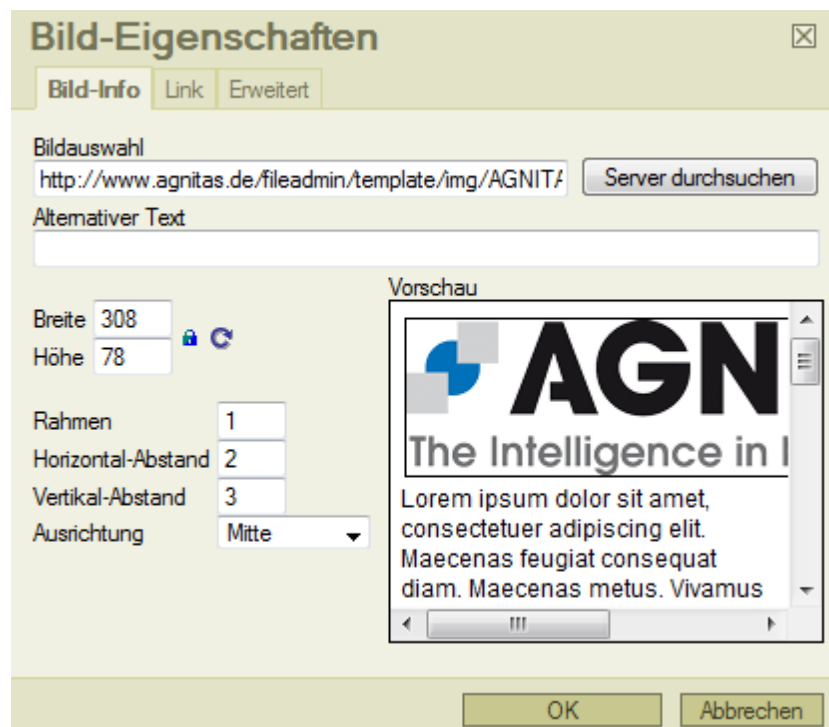 Bild-Eigenschaften
Bild-Info Link Erweitert
Bildauswahl
http://www.agnitas.de/fileadmin/template/img/AGNITA Server durchsuchen
Alternativer Text
Vorschau
Breite 308
Höhe 78
AGN
The Intelligence in
Rahmen 1
Horizontal-Abstand 2
Vertikal-Abstand 3
Ausrichtung Mitte
Lorem ipsum dolor sit amet,
consectetuer adipiscing elit.
Maecenas feugiat consequat
diam. Maecenas metus. Vivamus
OK Abbrechen